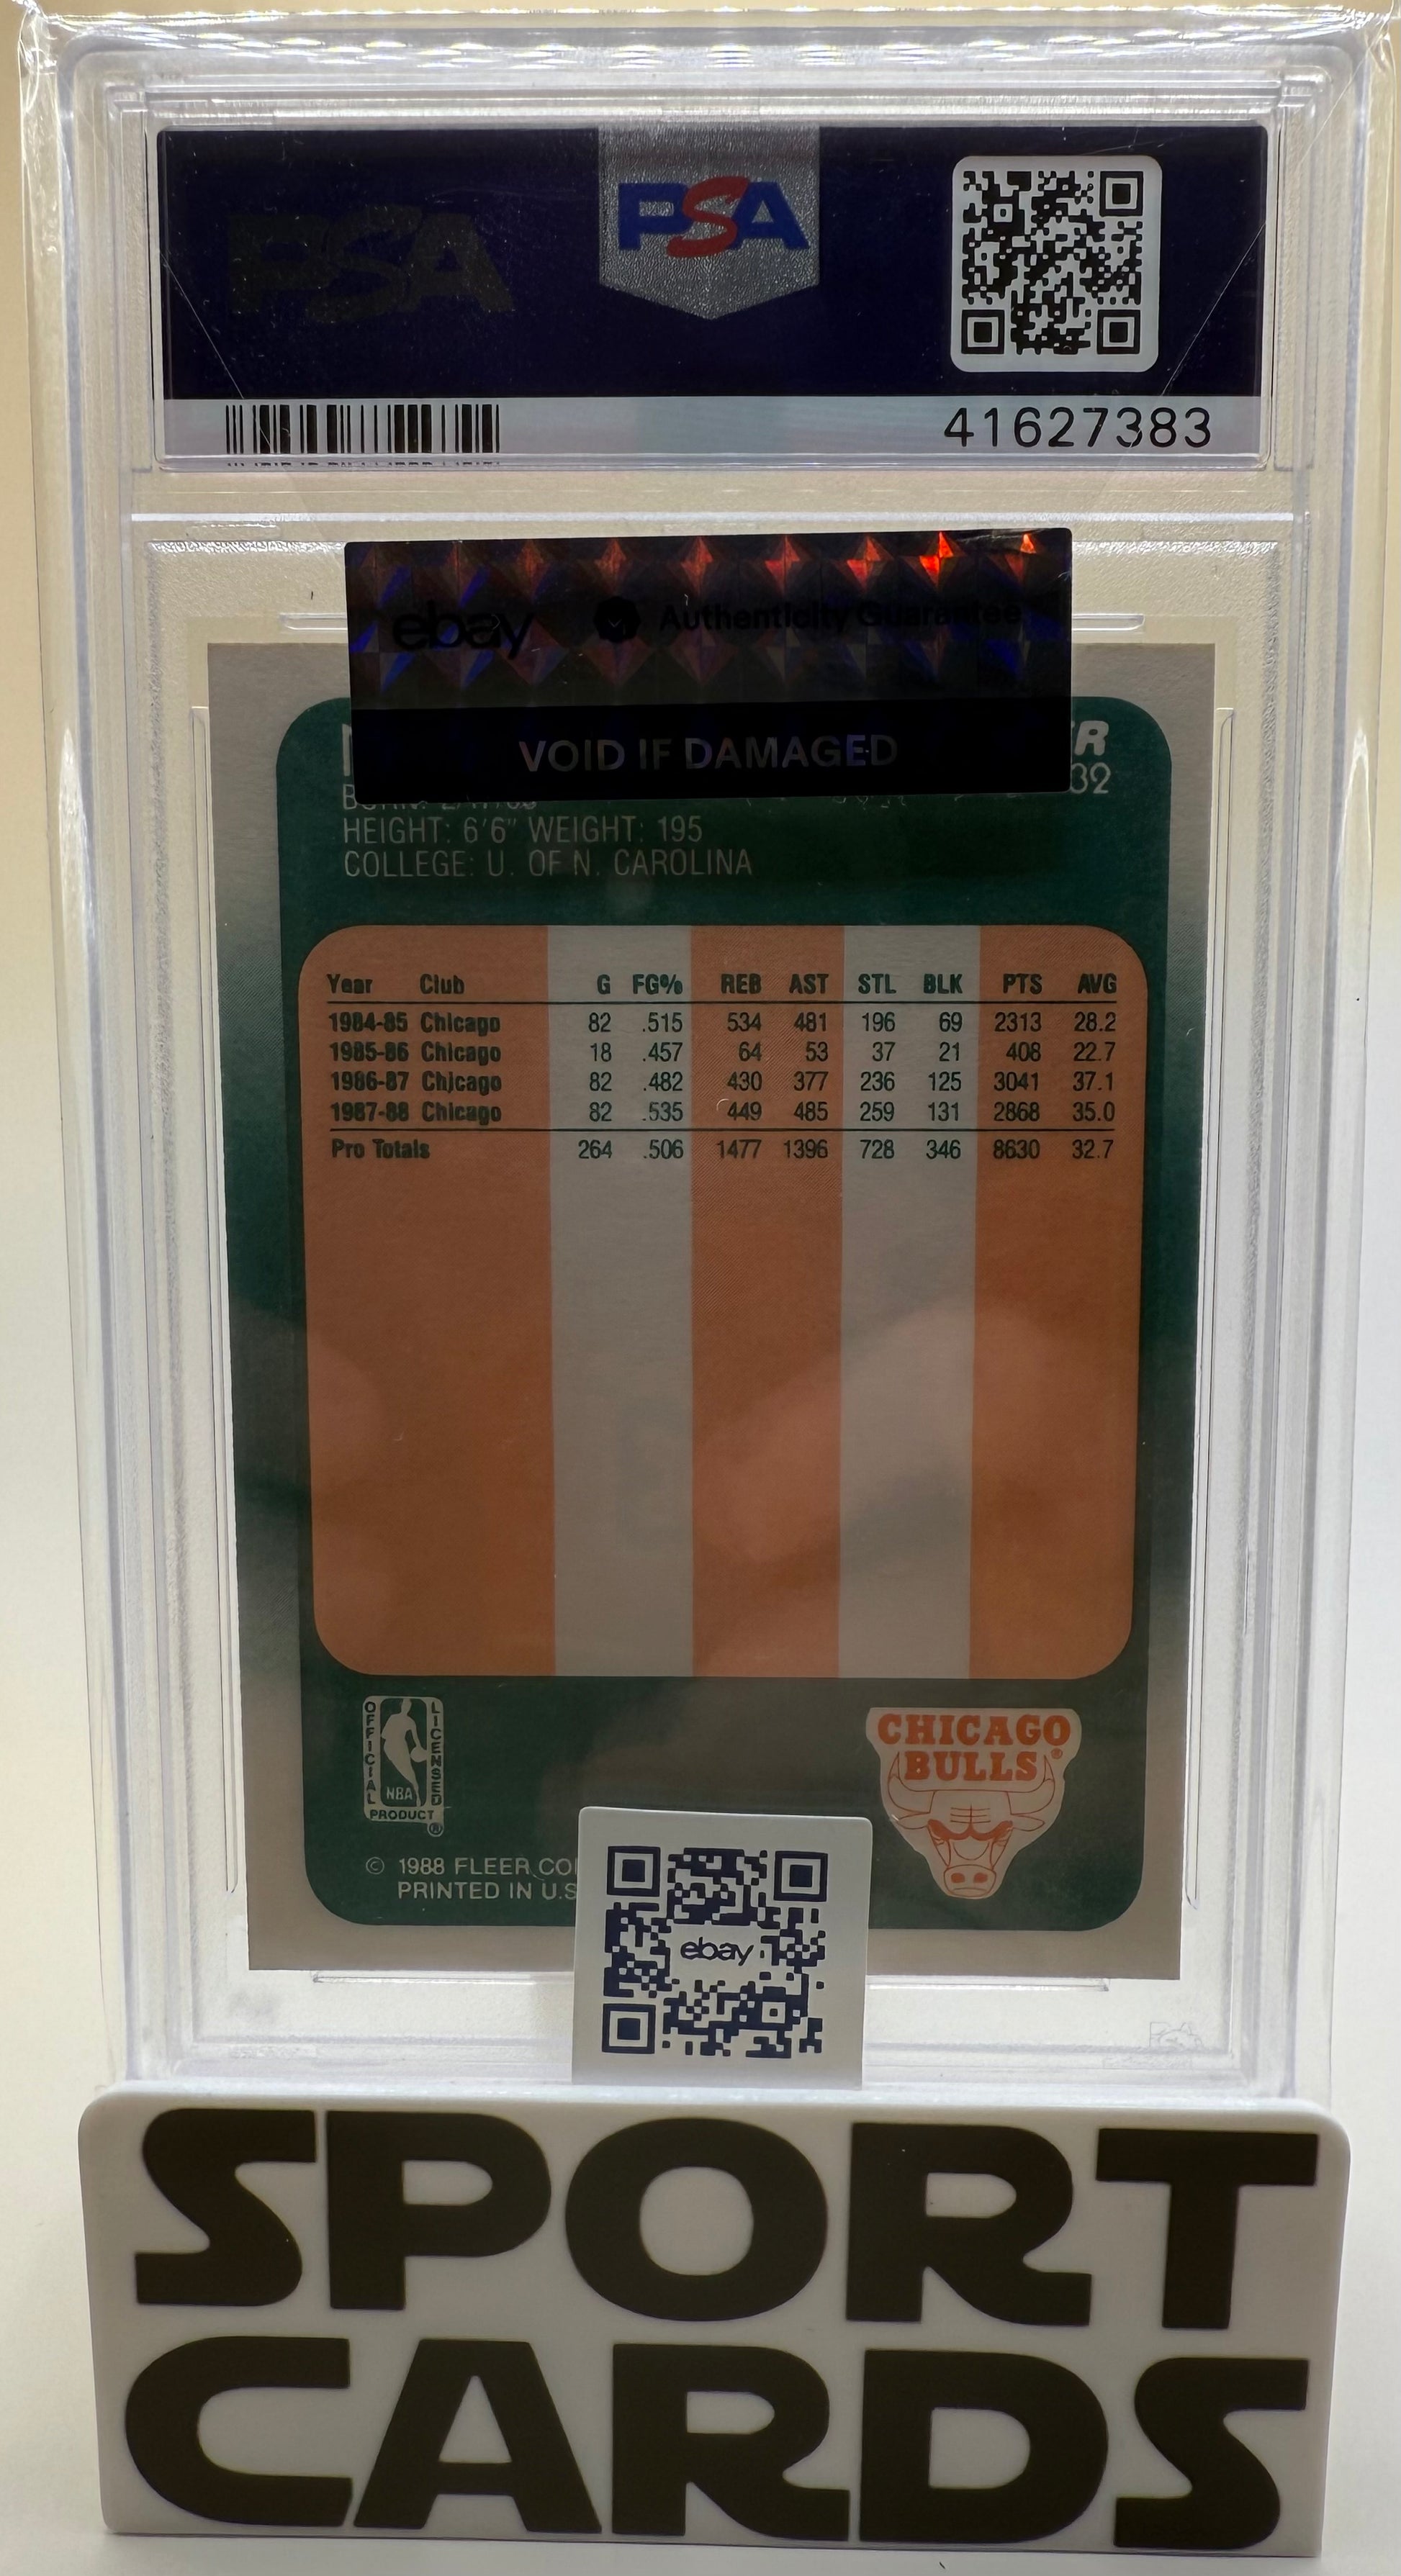 PSA
PSA
41627383
ebay Authenticity Guarantee
VOID IF DAMAGED
ER
32
HEIGHT: 6'6" WEIGHT: 195
COLLEGE: U. OF N. CAROLINA
Year Club G FG% REB AST STL BLK PTS AVG
1984-85 Chicago 82 .515 534 481 196 69 2313 28.2
1985-86 Chicago 18 .457 64 53 37 21 408 22.7
1986-87 Chicago 82 .482 430 377 236 125 3041 37.1
1987-88 Chicago 82 .535 449 485 259 131 2868 35.0
Pro Totals 264 .506 1477 1396 728 346 8630 32.7
OFFICIAL LICENSED
NBA
PRODUCT ®
CHICAGO
BULLS ®
© 1988 FLEER
PRINTED IN U.S
ebay
SPORT
CARDS